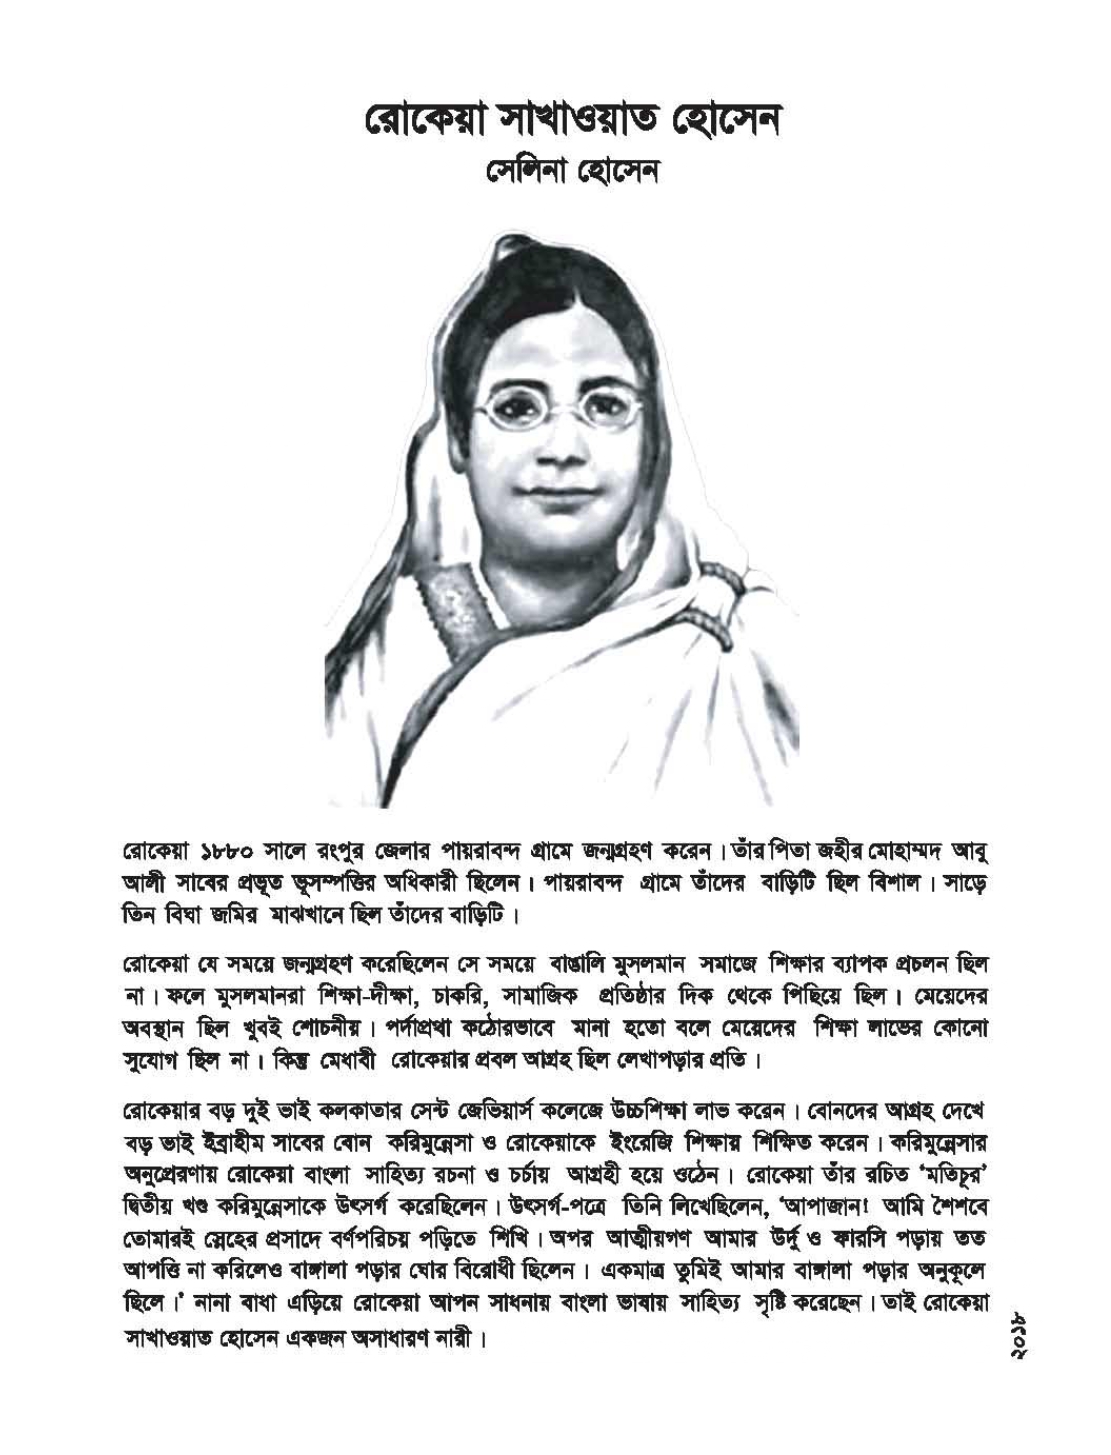 রোকেয়া সাখাওয়াত হোসেন
সেলিনা হোসেন
রোকেয়া ১৮৮০ সালে রংপুর জেলার পায়রাবন্দ গ্রামে জন্মগ্রহণ করেন। তাঁর পিতা জহীর মোহাম্মদ আবু
আলী সাবের প্রভূত ভূসম্পত্তির অধিকারী ছিলেন। পায়রাবন্দ গ্রামে তাঁদের বাড়িটি ছিল বিশাল। সাড়ে
তিন বিঘা জমির মাঝখানে ছিল তাঁদের বাড়িটি।
রোকেয়া যে সময়ে জন্মগ্রহণ করেছিলেন সে সময়ে বাঙালি মুসলমান সমাজে শিক্ষার ব্যাপক প্রচলন ছিল
না। ফলে মুসলমানরা শিক্ষা-দীক্ষা, চাকরি, সামাজিক প্রতিষ্ঠার দিক থেকে পিছিয়ে ছিল। মেয়েদের
অবস্থান ছিল খুবই শোচনীয়। পর্দাপ্রথা কঠোরভাবে মানা হতো বলে মেয়েদের শিক্ষা লাভের কোনো
সুযোগ ছিল না। কিন্তু মেধাবী রোকেয়ার প্রবল আগ্রহ ছিল লেখাপড়ার প্রতি।
রোকেয়ার বড় দুই ভাই কলকাতার সেন্ট জেভিয়ার্স কলেজে উচ্চশিক্ষা লাভ করেন। বোনদের আগ্রহ দেখে
বড় ভাই ইব্রাহীম সাবের বোন করিমুন্নেসা ও রোকেয়াকে ইংরেজি শিক্ষায় শিক্ষিত করেন। করিমুন্নেসার
অনুপ্রেরণায় রোকেয়া বাংলা সাহিত্য রচনা ও চর্চায় আগ্রহী হয়ে ওঠেন। রোকেয়া তাঁর রচিত ‘মতিচূর’
দ্বিতীয় খণ্ড করিমুন্নেসাকে উৎসর্গ করেছিলেন। উৎসর্গ-পত্রে তিনি লিখেছিলেন, ‘আপাজান! আমি শৈশবে
তোমারই স্নেহের প্রসাদে বর্ণপরিচয় পড়িতে শিখি। অপর আত্মীয়গণ আমার উর্দু ও ফারসি পড়ায় তত
আপত্তি না করিলেও বাঙ্গালা পড়ার ঘোর বিরোধী ছিলেন। একমাত্র তুমিই আমার বাঙ্গালা পড়ার অনুকূলে
ছিলে।’ নানা বাধা এড়িয়ে রোকেয়া আপন সাধনায় বাংলা ভাষায় সাহিত্য সৃষ্টি করেছেন। তাই রোকেয়া
সাখাওয়াত হোসেন একজন অসাধারণ নারী।
২০১৮